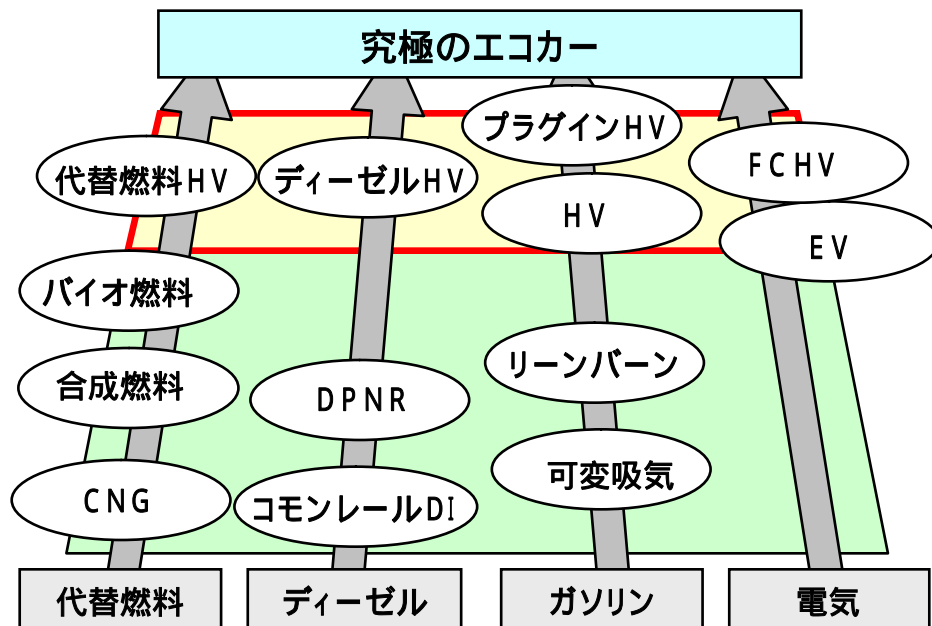 究極のエコカー
プラグインHV
代替燃料HV
ディーゼルHV
FCHV
HV
EV
バイオ燃料
リーンバーン
合成燃料
DPNR
可変吸気
CNG
コモンレールDI
代替燃料
ディーゼル
ガソリン
電気